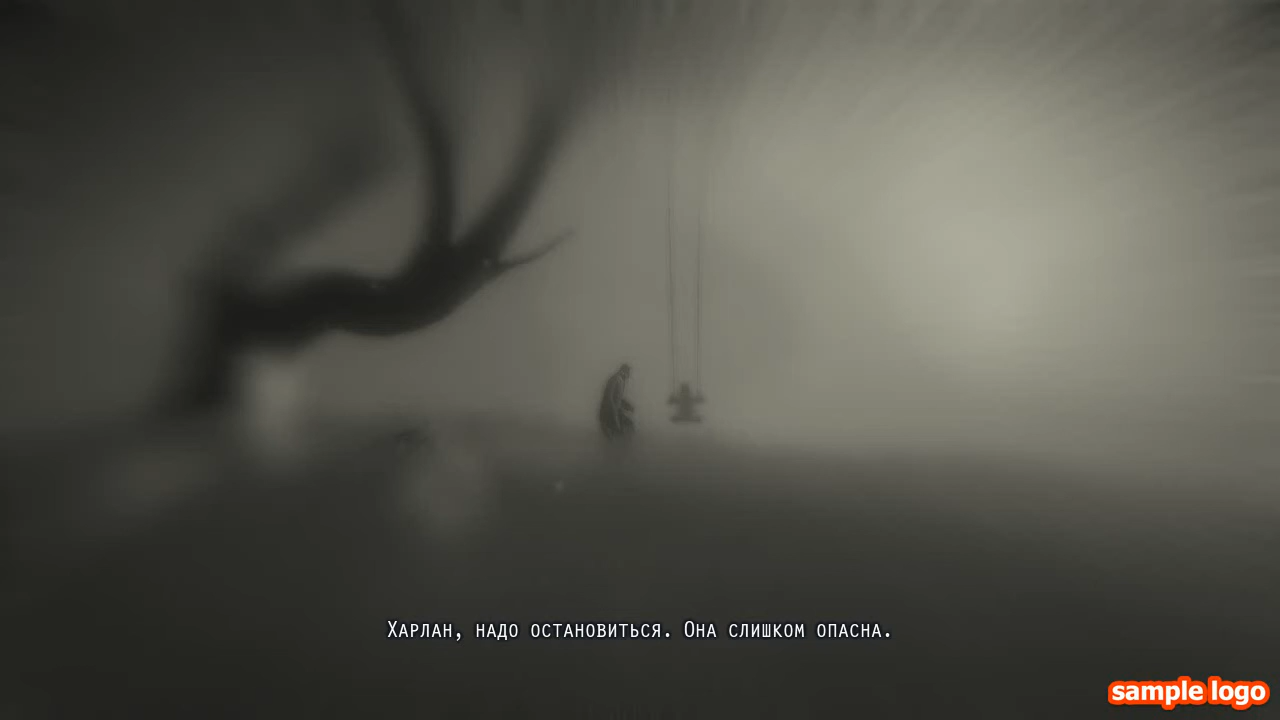 Харлан, надо остановиться. Она слишком опасна.
sample logo